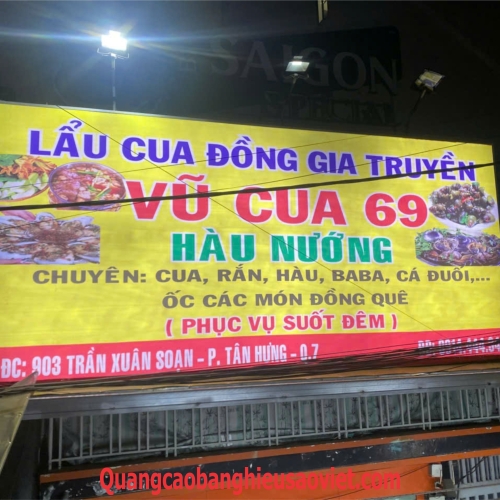 SAIGON
LẨU CUA ĐỒNG GIA TRUYỀN
VŨ CUA 69
HÀU NƯỚNG
CHUYÊN: CUA, RẮN, HÀU, BABA, CÁ ĐUỐI,...
ỐC CÁC MÓN ĐỒNG QUÊ
( PHỤC VỤ SUỐT ĐÊM )
ĐC: 903 TRẦN XUÂN SOẠN - P. TÂN HƯNG - Q.7
Quangcaobanghieusaoviet.com